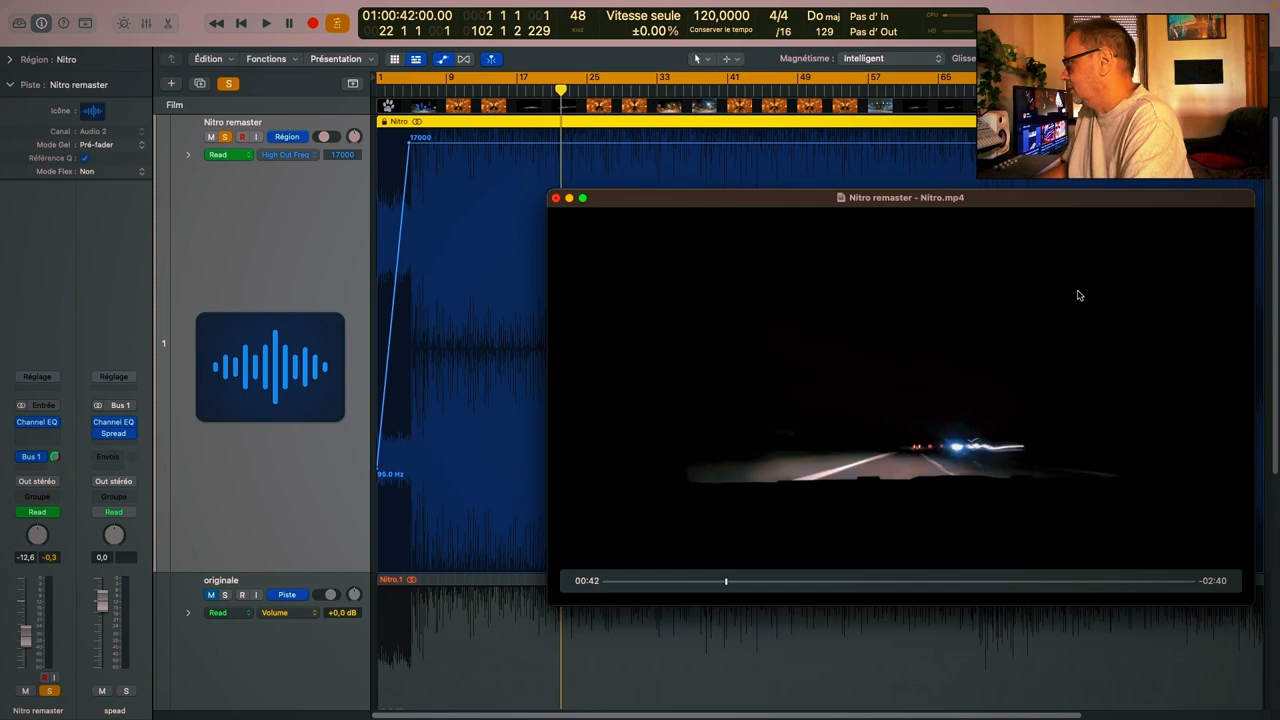 01:00:42:00.00 1 1 1 001 48 Vitesse seule 120,0000 4/4 Do maj Pas d' In CPU
22 1 1 1 102 1 2 229 KHZ ±0.00% Conserver le tempo /16 129 Pas d'Out HD
Région : Nitro
Édition Fonctions Présentation Magnétisme : Intelligent Glisse
Piste : Nitro remaster
S
1 9 17 25 33 41 49 57 65
Film
Icône :
Canal : Audio 2
Mode Gel : Pré-fader
Référence Q :
Mode Flex : Non
Nitro remaster
M S R I Région
Read High Cut Freq 17000
Nitro
17000
95.0 Hz
1
Nitro remaster - Nitro.mp4
00:42 -02:40
Réglage Réglage
Entrée Bus 1
Channel EQ Channel EQ
Spread
Bus 1 Envois
Out stéréo Out stéréo
Groupe Groupe
Read Read
-12,6 -0,3 0,0
R I
M S M S
Nitro remaster spead
originale
M S R I Piste
Read Volume +0,0 dB
Nitro.1